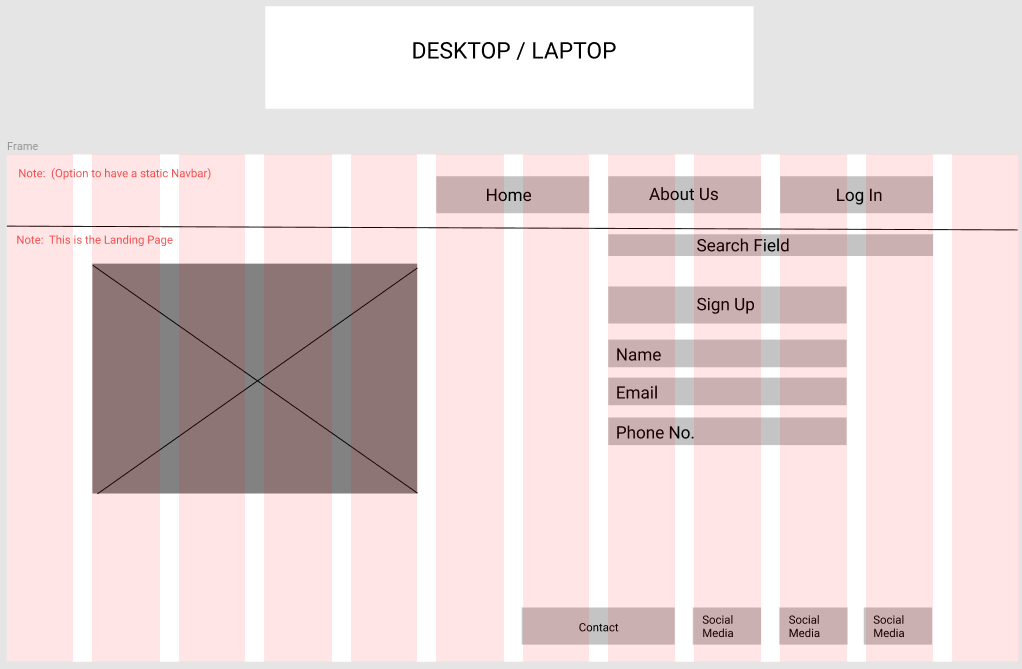 DESKTOP / LAPTOP
Frame
Note:  (Option to have a static Navbar)
Home
About Us
Log In
Note:  This is the Landing Page
Search Field
Sign Up
Name
Email
Phone No.
Contact
Social
Media
Social
Media
Social
Media